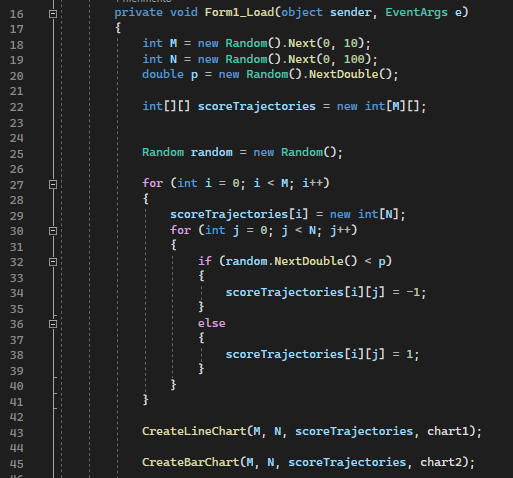 16 private void Form1_Load(object sender, EventArgs e)
17 {
18 int M = new Random().Next(0, 10);
19 int N = new Random().Next(0, 100);
20 double p = new Random().NextDouble();
21
22 int[][] scoreTrajectories = new int[M][];
23
24
25 Random random = new Random();
26
27 for (int i = 0; i < M; i++)
28 {
29 scoreTrajectories[i] = new int[N];
30 for (int j = 0; j < N; j++)
31 {
32 if (random.NextDouble() < p)
33 {
34 scoreTrajectories[i][j] = -1;
35 }
36 else
37 {
38 scoreTrajectories[i][j] = 1;
39 }
40 }
41 }
42
43 CreateLineChart(M, N, scoreTrajectories, chart1);
44
45 CreateBarChart(M, N, scoreTrajectories, chart2);